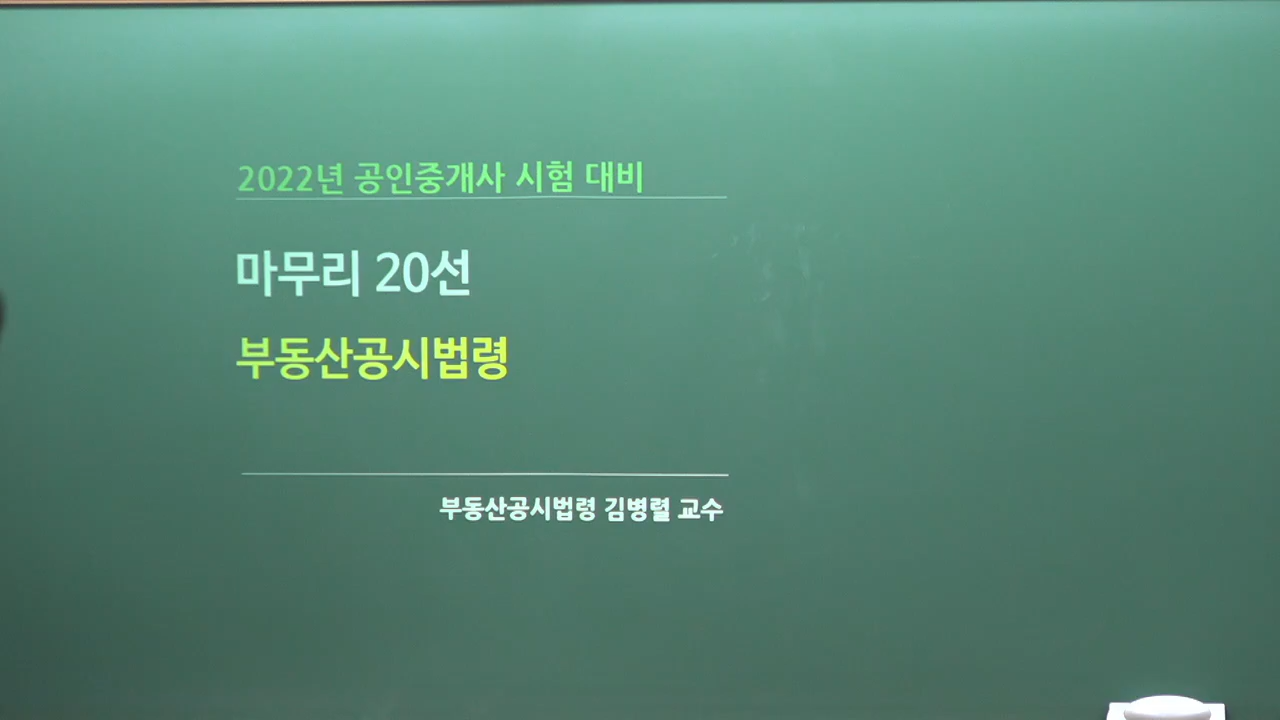 2022년 공인중개사 시험 대비
마무리 20선
부동산공시법령
부동산공시법령 김병렬 교수